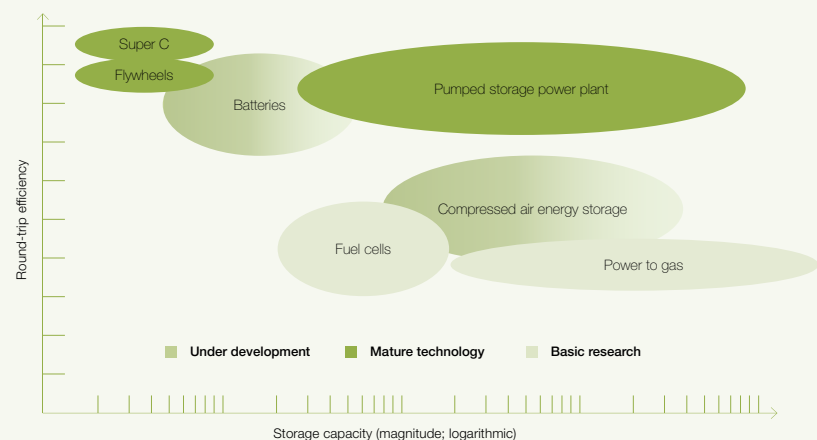 Super C
Flywheels
Batteries
Pumped storage power plant
Round-trip efficiency
Compressed air energy storage
Fuel cells
Power to gas
Under development
Mature technology
Basic research
Storage capacity (magnitude; logarithmic)